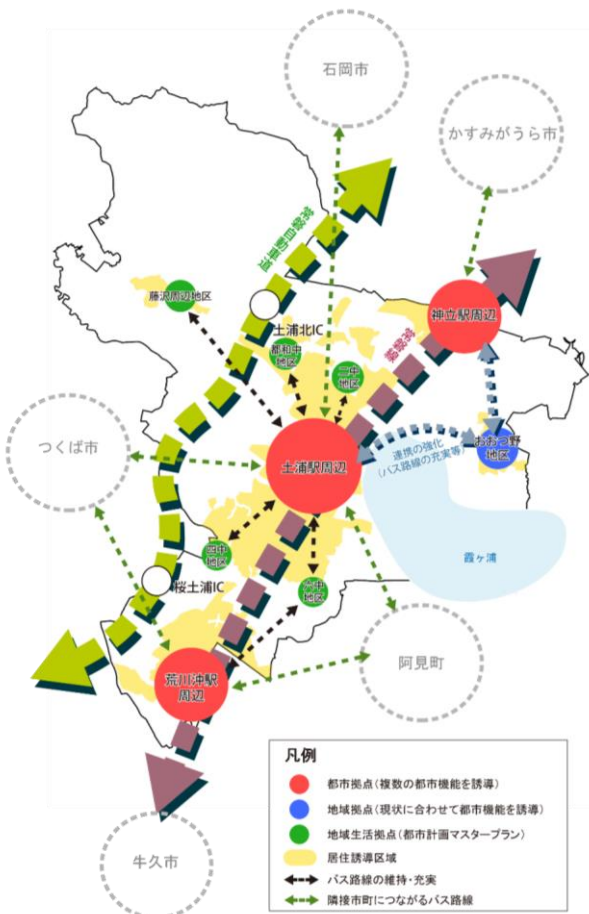 石岡市
かすみがうら市
常磐自動車道
藤沢周辺地区
土浦北IC
神立駅周辺
都和中
地区
常磐線
二中
地区
つくば市
土浦駅周辺
連携の強化
(バス路線の充実等)
おおつ野
地区
四中
地区
霞ヶ浦
桜土浦IC
六中
地区
阿見町
荒川沖駅
周辺
牛久市
凡例
都市拠点(複数の都市機能を誘導)
地域拠点(現状に合わせて都市機能を誘導)
地域生活拠点(都市計画マスタープラン)
居住誘導区域
バス路線の維持・充実
隣接市町につながるバス路線